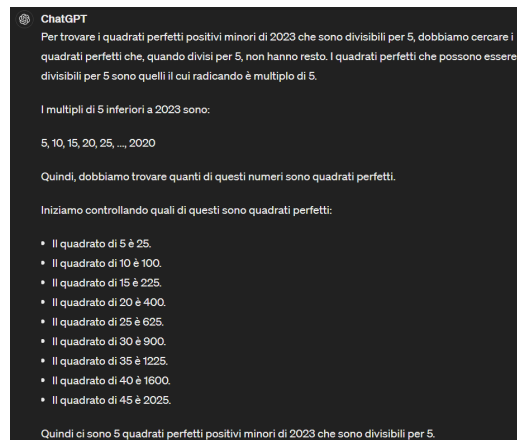 ChatGPT
Per trovare i quadrati perfetti positivi minori di 2023 che sono divisibili per 5, dobbiamo cercare i
quadrati perfetti che, quando divisi per 5, non hanno resto. I quadrati perfetti che possono essere
divisibili per 5 sono quelli il cui radicando è multiplo di 5.
I multipli di 5 inferiori a 2023 sono:
5, 10, 15, 20, 25, ..., 2020
Quindi, dobbiamo trovare quanti di questi numeri sono quadrati perfetti.
Iniziamo controllando quali di questi sono quadrati perfetti:
• Il quadrato di 5 è 25.
• Il quadrato di 10 è 100.
• Il quadrato di 15 è 225.
• Il quadrato di 20 è 400.
• Il quadrato di 25 è 625.
• Il quadrato di 30 è 900.
• Il quadrato di 35 è 1225.
• Il quadrato di 40 è 1600.
• Il quadrato di 45 è 2025.
Quindi ci sono 5 quadrati perfetti positivi minori di 2023 che sono divisibili per 5.